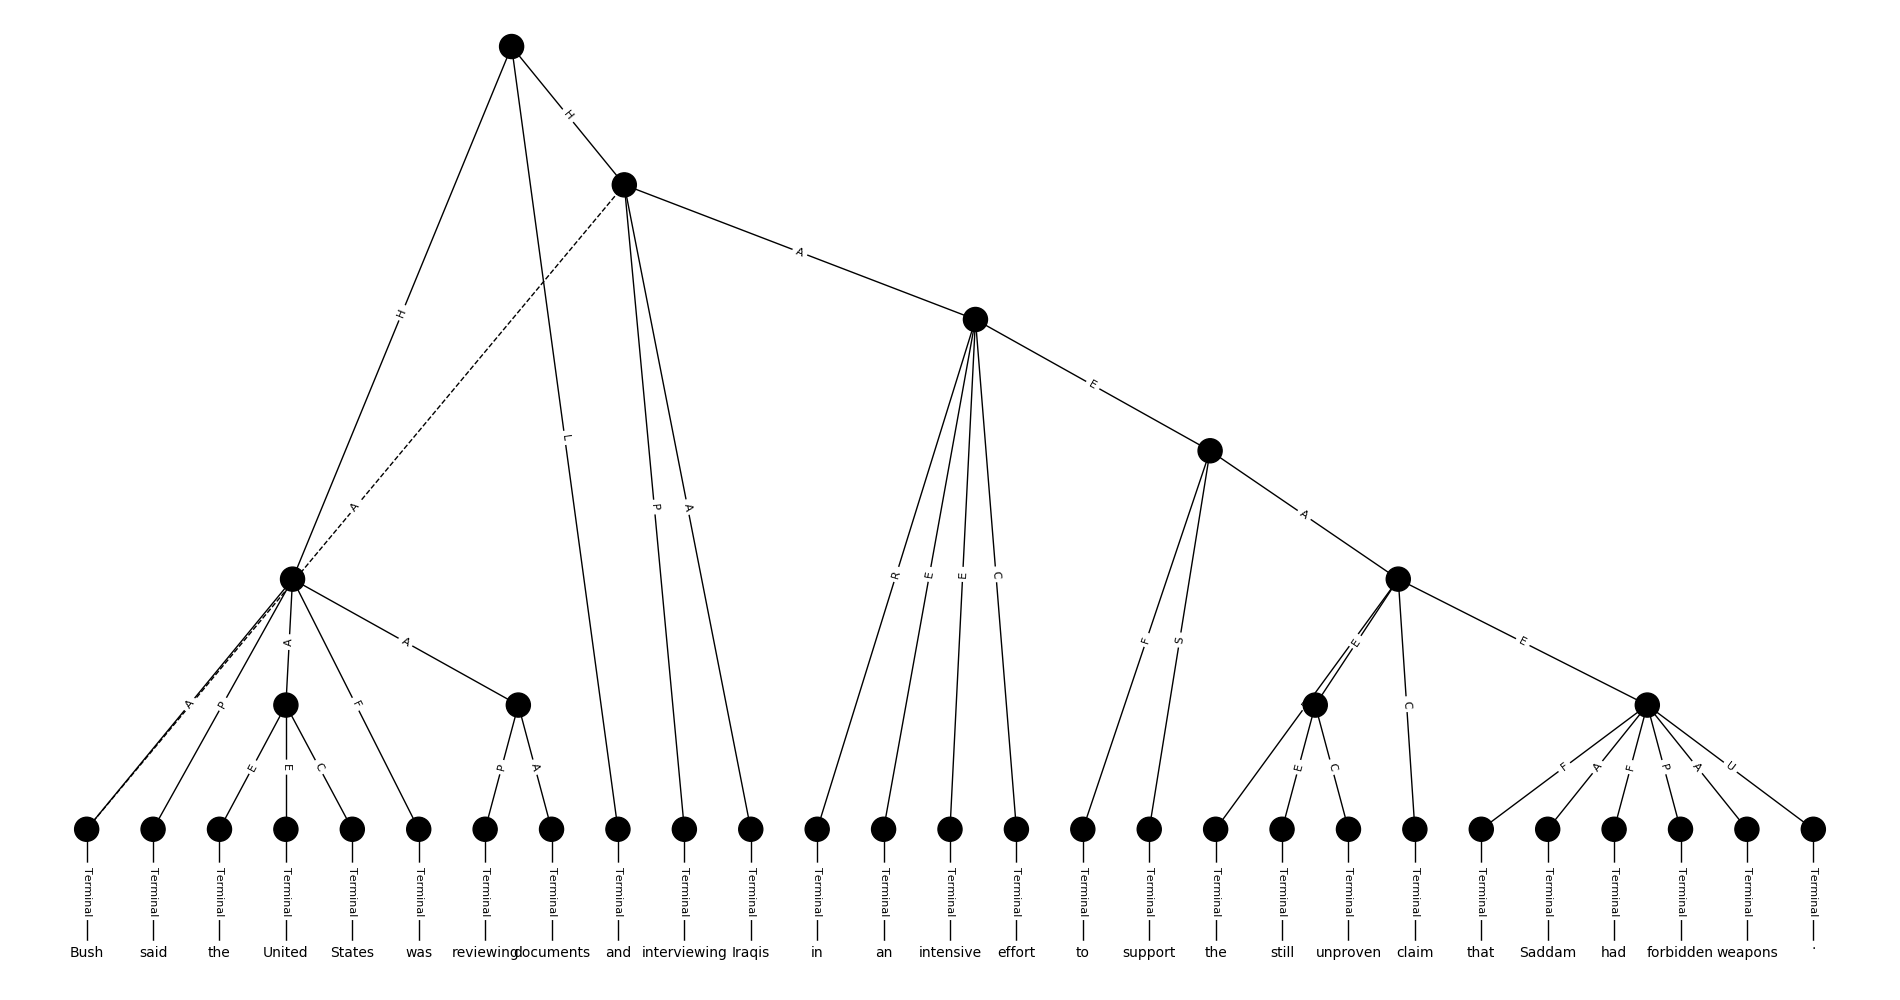 H
A
H
E
L
A
P
A
A
R
E
E
C
A
A
A
F
S
E
E
A
P
F
C
E
E
C
P
A
E
C
F
A
F
P
A
U
Terminal Terminal Terminal Terminal Terminal Terminal Terminal Terminal Terminal Terminal Terminal Terminal Terminal Terminal Terminal Terminal Terminal Terminal Terminal Terminal Terminal Terminal Terminal Terminal Terminal Terminal Terminal
Bush said the United States was reviewing documents and interviewing Iraqis in an intensive effort to support the still unproven claim that Saddam had forbidden weapons .